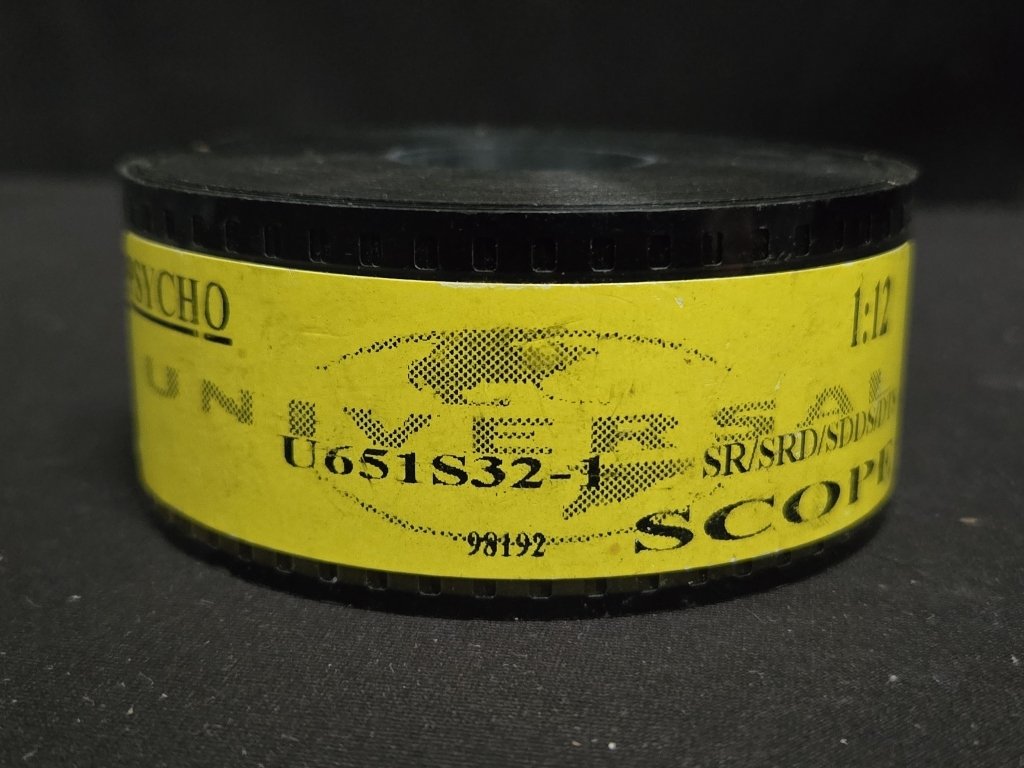 PSYCHO
1:12
UNIVERSAL
U651S32-1
SR/SRD/SDDS/DTS
SCOPE
98192